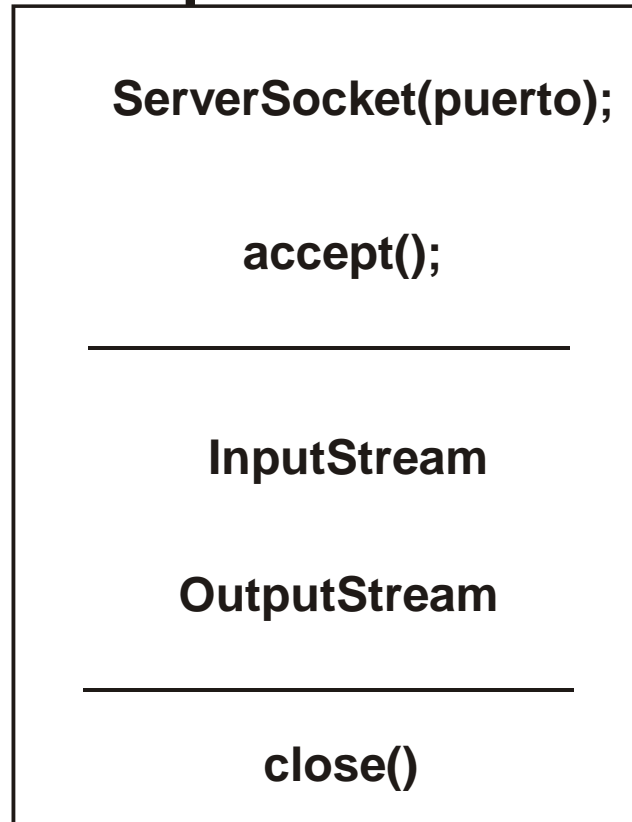 ServerSocket(puerto);
accept();
InputStream
OutputStream
close()